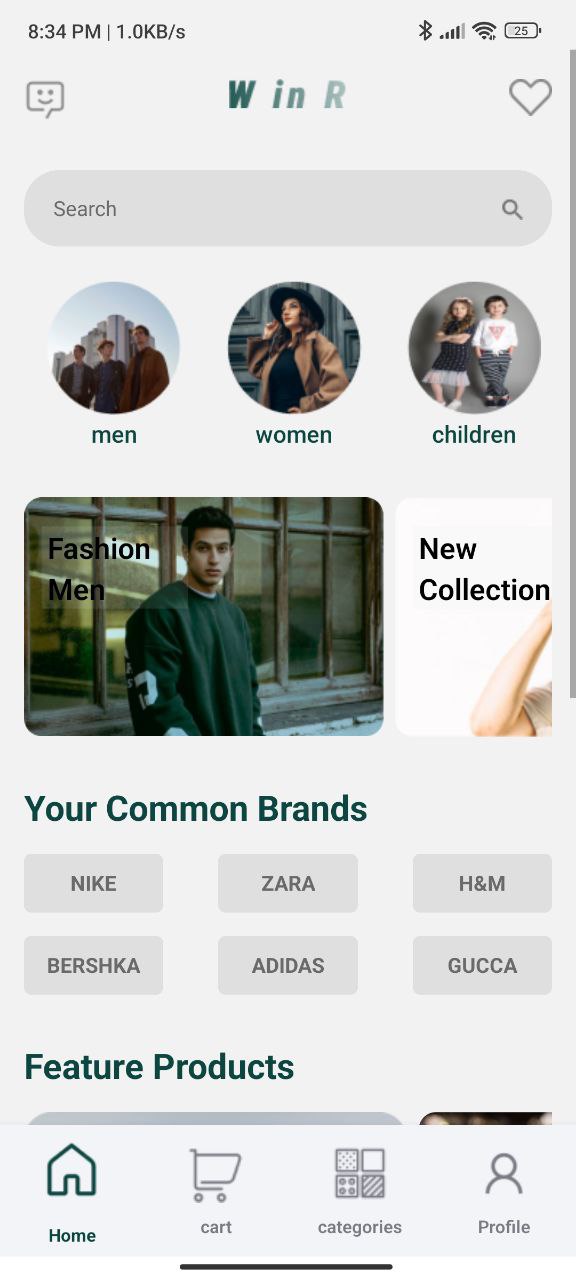 8:34 PM | 1.0KB/s
25
W in R
Search
men
women
children
Fashion
Men
New
Collection
Your Common Brands
NIKE
ZARA
H&M
BERSHKA
ADIDAS
GUCCA
Feature Products
Home
cart
categories
Profile